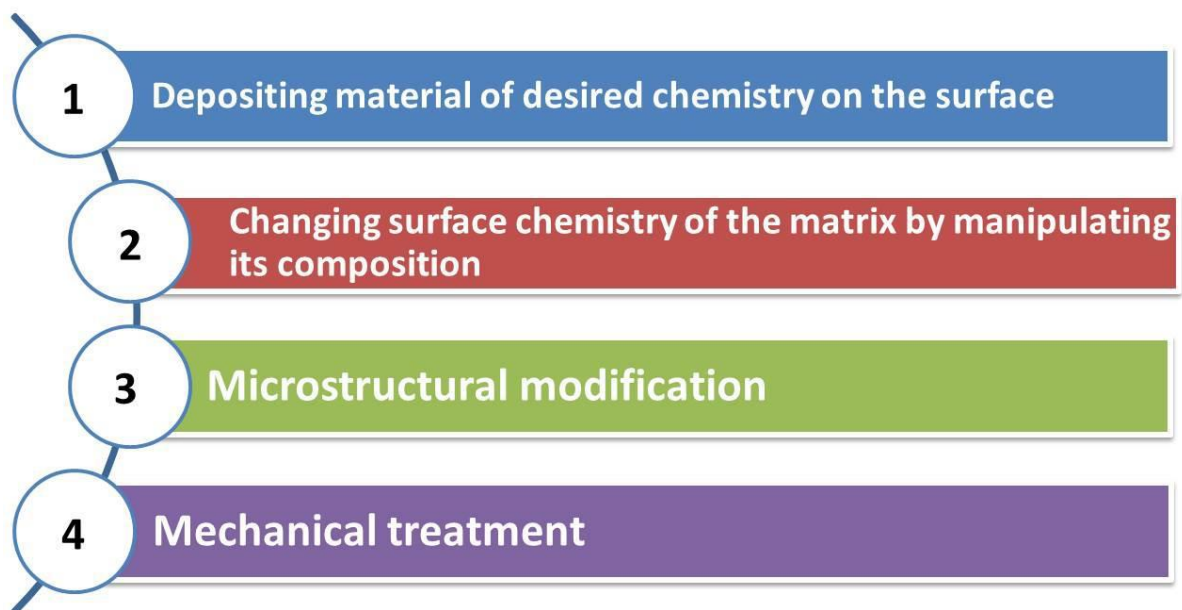 1
Depositing material of desired chemistry on the surface
2
Changing surface chemistry of the matrix by manipulating
its composition
3
Microstructural modification
4
Mechanical treatment